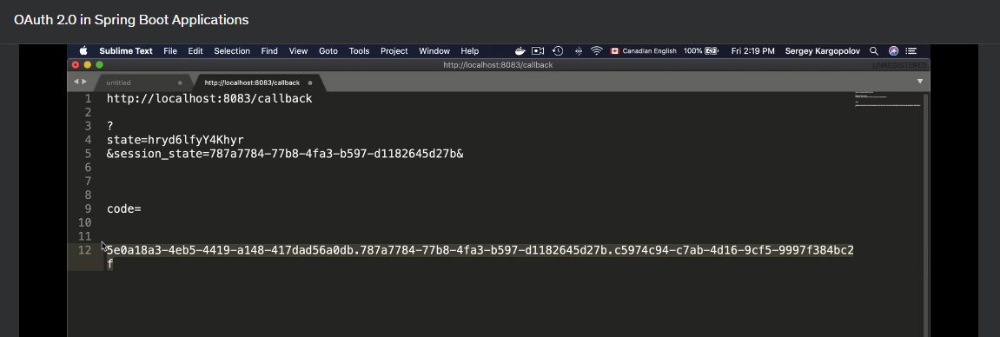 OAuth 2.0 in Spring Boot Applications
Sublime Text File Edit Selection Find View Goto Tools Project Window Help Canadian English 100% Fri 2:19 PM Sergey Kargopolov
http://localhost:8083/callback UNREGISTERED
untitled http://localhost:8083/callback
1 http://localhost:8083/callback
2
3 ?
4 state=hryd6lfyY4Khyr
5 &session_state=787a7784-77b8-4fa3-b597-d1182645d27b&
6
7
8
9 code=
10
11
12 5e0a18a3-4eb5-4419-a148-417dad56a0db.787a7784-77b8-4fa3-b597-d1182645d27b.c5974c94-c7ab-4d16-9cf5-9997f384bc2
f